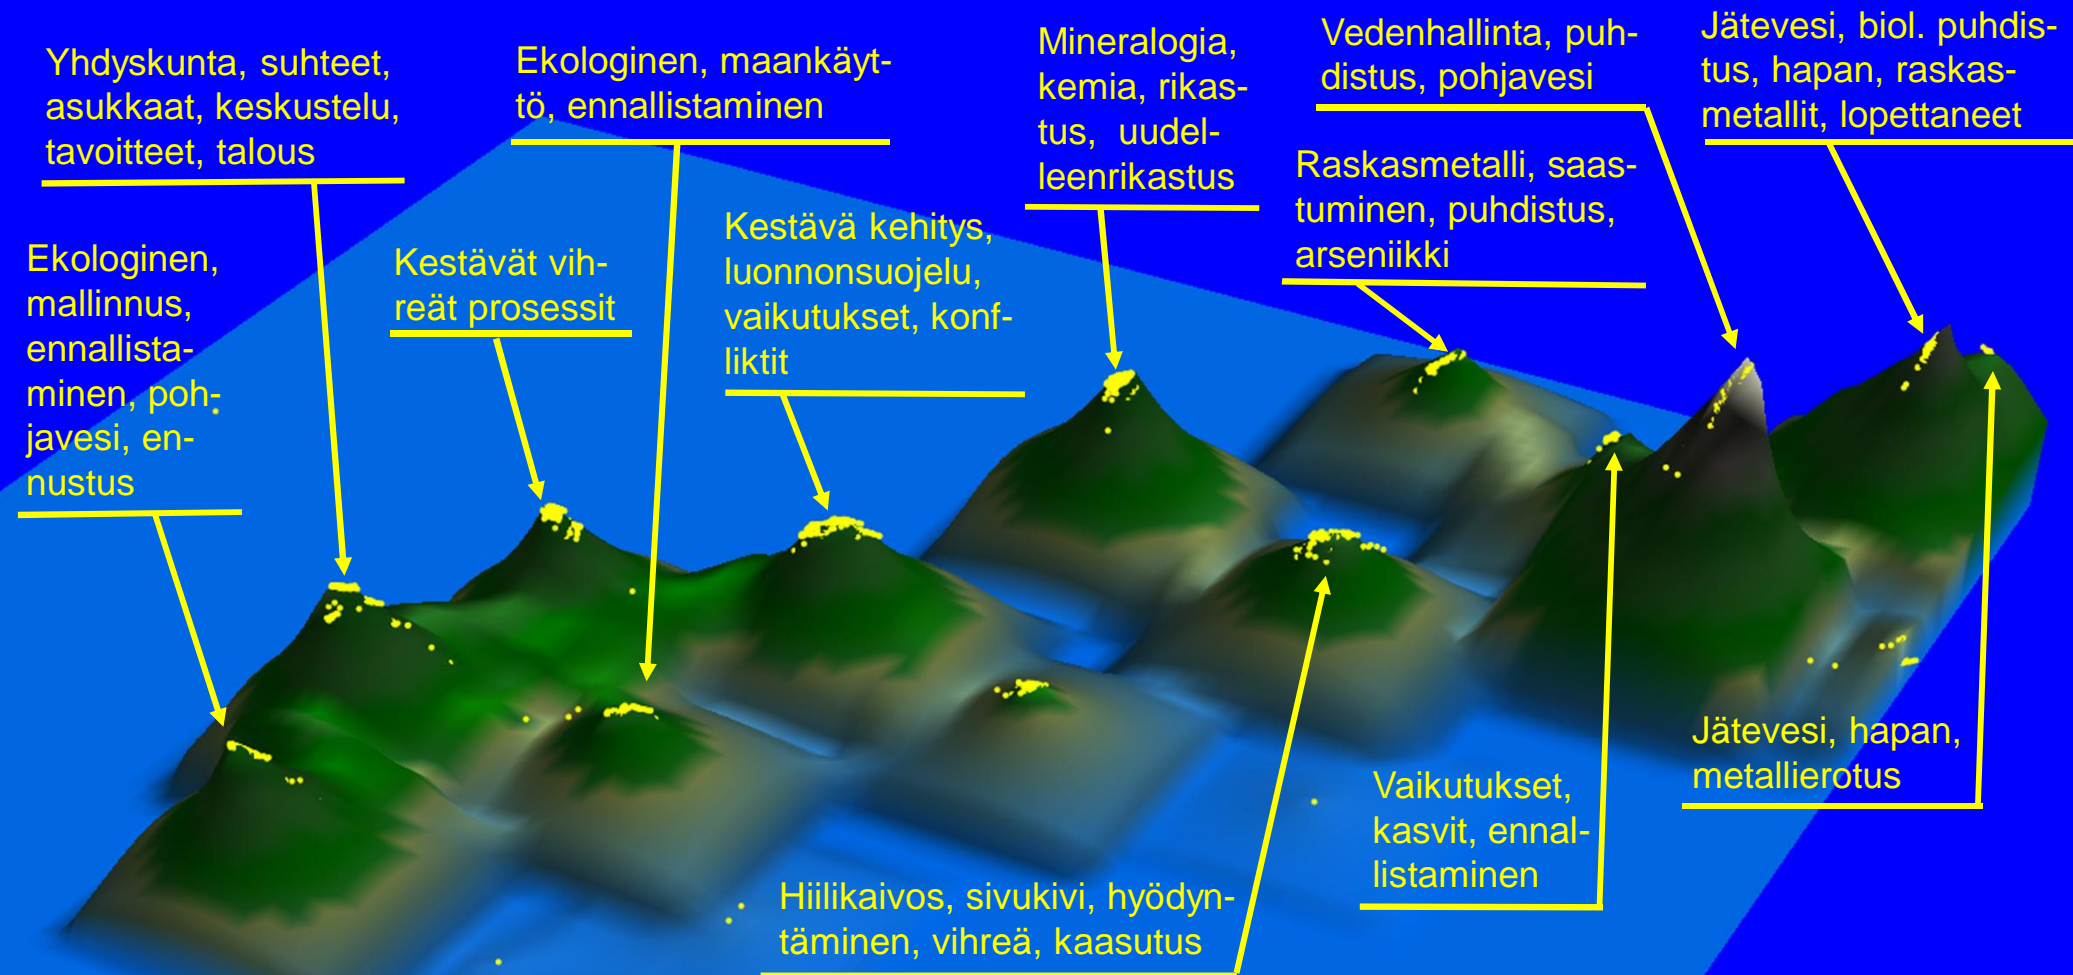 Yhdyskunta, suhteet,
asukkaat, keskustelu,
tavoitteet, talous
Ekologinen, maankäyt-
tö, ennallistaminen
Mineralogia,
kemia, rikas-
tus, uudel-
leenrikastus
Vedenhallinta, puh-
distus, pohjavesi
Jätevesi, biol. puhdis-
tus, hapan, raskas-
metallit, lopettaneet
Raskasmetalli, saas-
tuminen, puhdistus,
arseniikki
Ekologinen,
mallinnus,
ennallista-
minen, poh-
javesi, en-
nustus
Kestävät vih-
reät prosessit
Kestävä kehitys,
luonnonsuojelu,
vaikutukset, konf-
liktit
Jätevesi, hapan,
metallierotus
Vaikutukset,
kasvit, ennal-
listaminen
Hiilikaivos, sivukivi, hyödyn-
täminen, vihreä, kaasutus